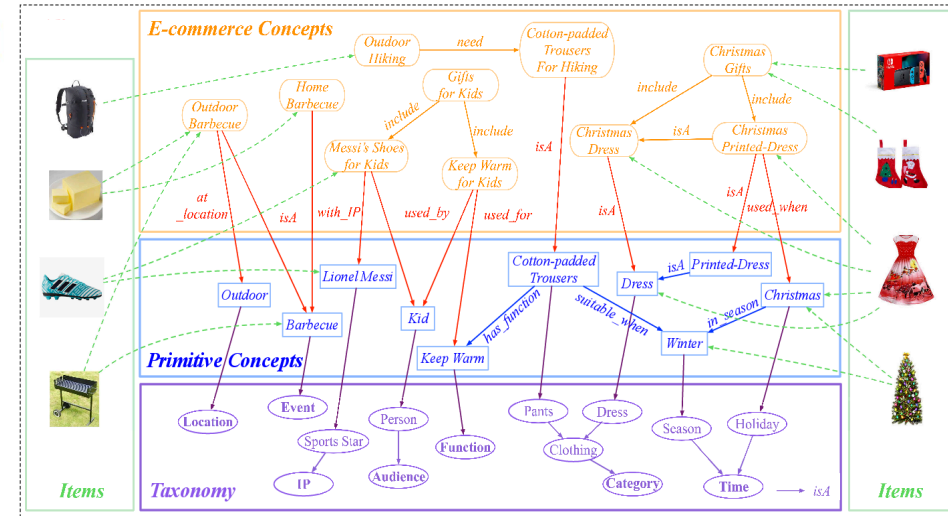 E-commerce Concepts
Outdoor
Hiking
need
Cotton-padded
Trousers
For Hiking
Christmas
Gifts
Home
Barbecue
Gifts
for Kids
Outdoor
Barbecue
include
include
include
include
Messi's Shoes
for Kids
Christmas
Dress
isA
Christmas
Printed-Dress
Keep Warm
for Kids
isA
at
_location
isA
with_IP
used_by
used_for
isA
isA
used_when
Lionel Messi
Cotton-padded
Trousers
isA
Printed-Dress
Dress
Outdoor
Christmas
Barbecue
Kid
has_function
suitable_when
in_season
Winter
Primitive Concepts
Keep Warm
Location
Event
Person
Pants
Dress
Season
Holiday
Sports Star
Function
Clothing
IP
Audience
Category
Time
isA
Items
Taxonomy
Items